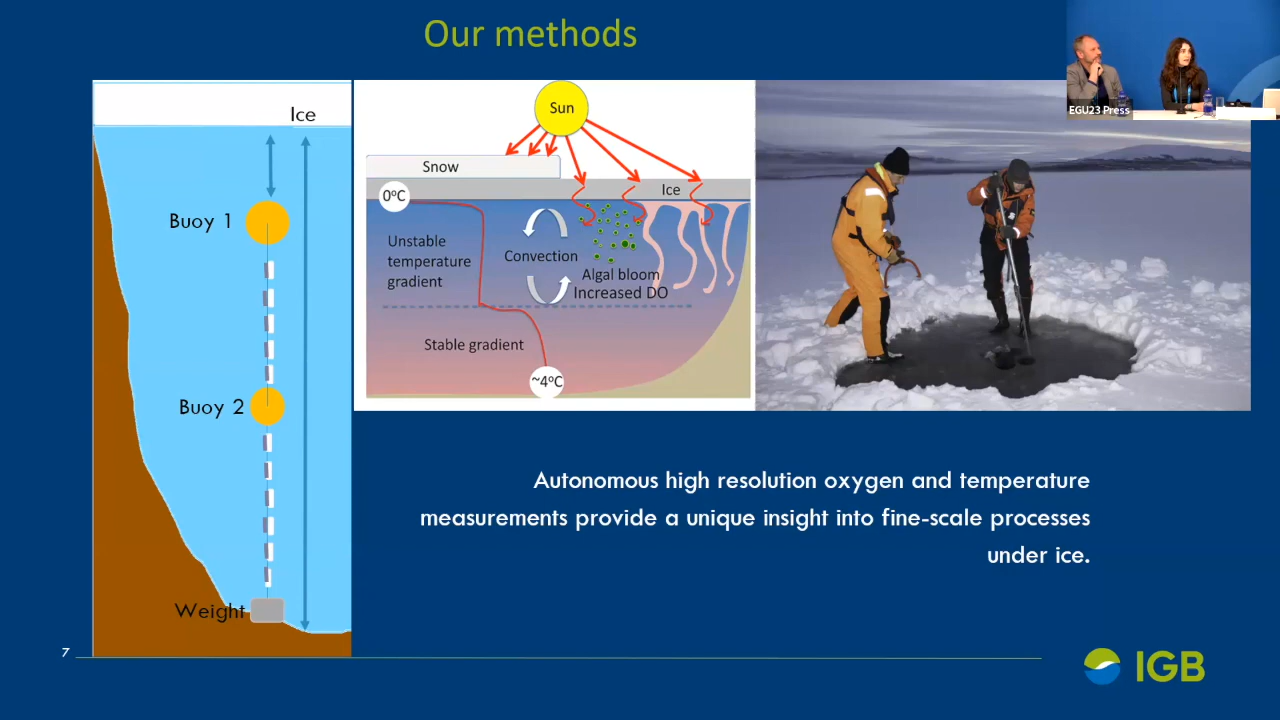 Our methods
EGU23 Press
Ice
Buoy 1
Buoy 2
Weight
Sun
Snow
Ice
0°C
Unstable
temperature
gradient
Convection
Algal bloom
Increased DO
Stable gradient
~4°C
Autonomous high resolution oxygen and temperature
measurements provide a unique insight into fine-scale processes
under ice.
7
IGB